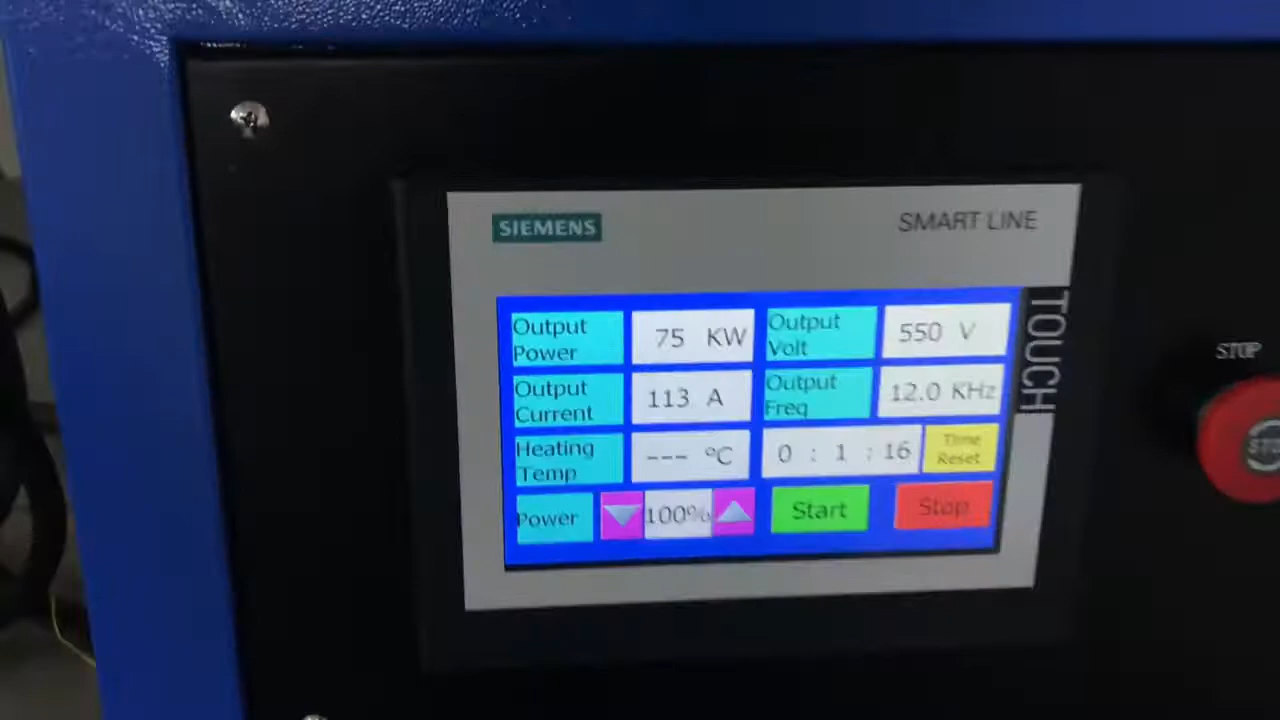 SIEMENS
SMART LINE
TOUCH
Output Power
75 KW
Output Volt
550 V
Output Current
113 A
Output Freq
12.0 KHz
Heating Temp
--- °C
0 : 1 : 16
Time Reset
Power
100%
Start
Stop
STOP